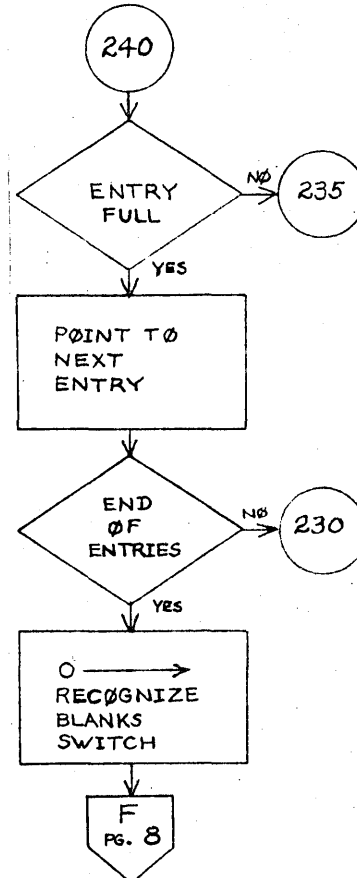 240
ENTRY
FULL
NØ
235
YES
PØINT TØ
NEXT
ENTRY
END
ØF
ENTRIES
NØ
230
YES
O ⟶
RECØGNIZE
BLANKS
SWITCH
F
PG. 8